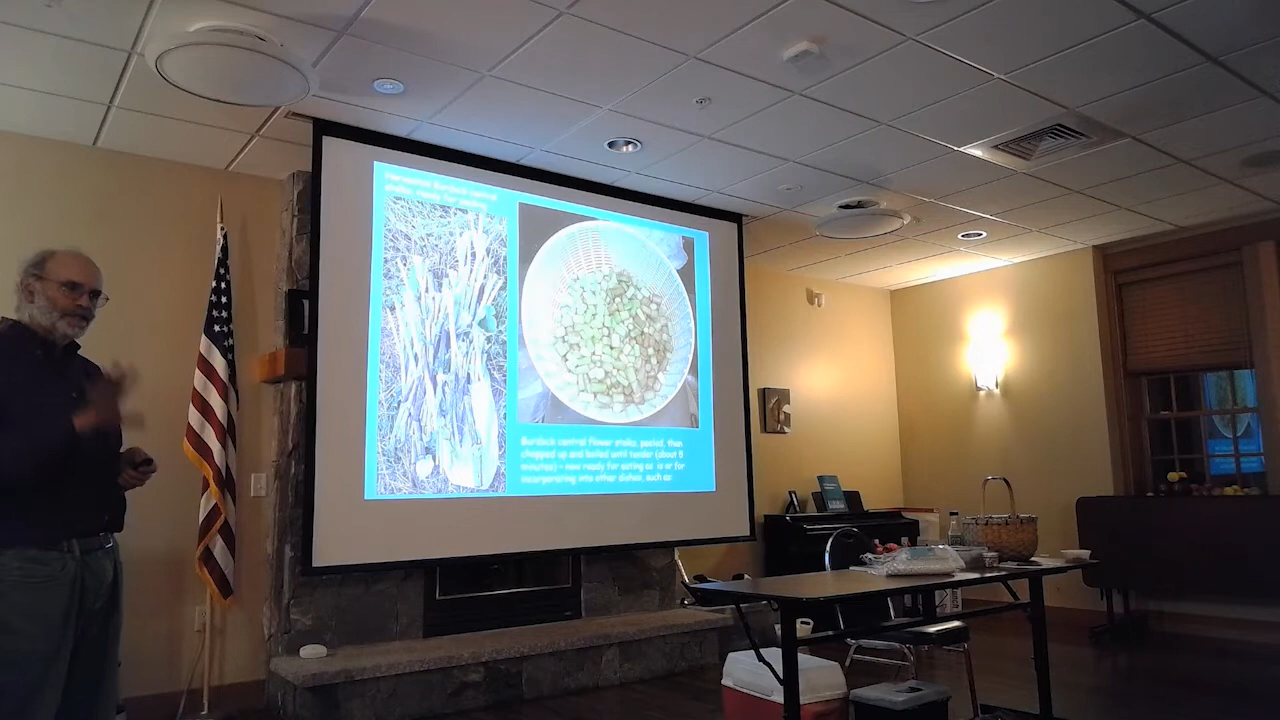 Harvested Burdock central
stalks, ready for peeling
Burdock central flower stalks, peeled, then
chopped up and boiled until tender (about 5
minutes) - now ready for eating as is or for
incorporating into other dishes, such as: